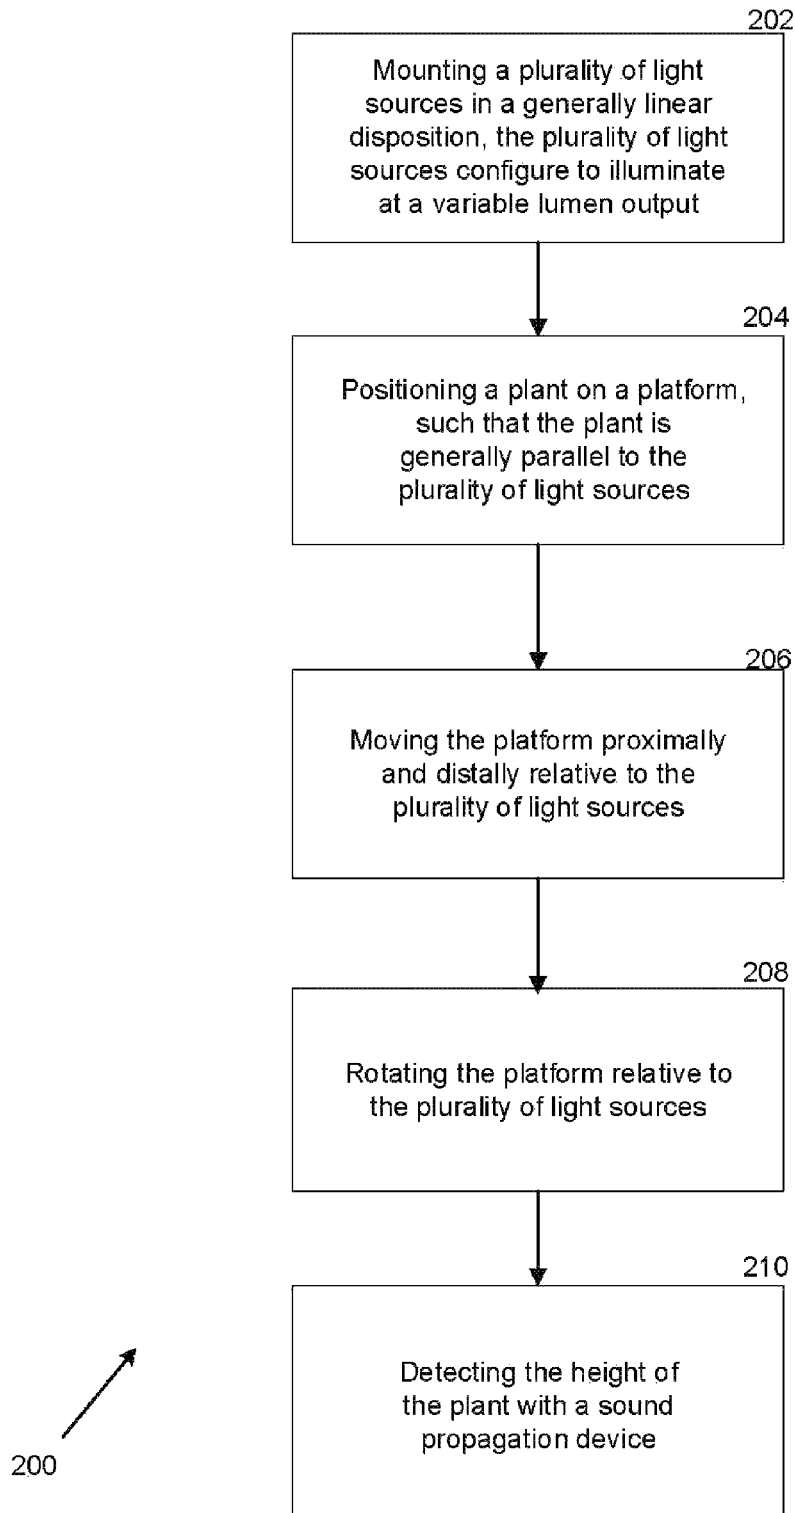 202
Mounting a plurality of light
sources in a generally linear
disposition, the plurality of light
sources configure to illuminate
at a variable lumen output
204
Positioning a plant on a platform,
such that the plant is
generally parallel to the
plurality of light sources
206
Moving the platform proximally
and distally relative to the
plurality of light sources
208
Rotating the platform relative to
the plurality of light sources
210
Detecting the height of
the plant with a sound
propagation device
200